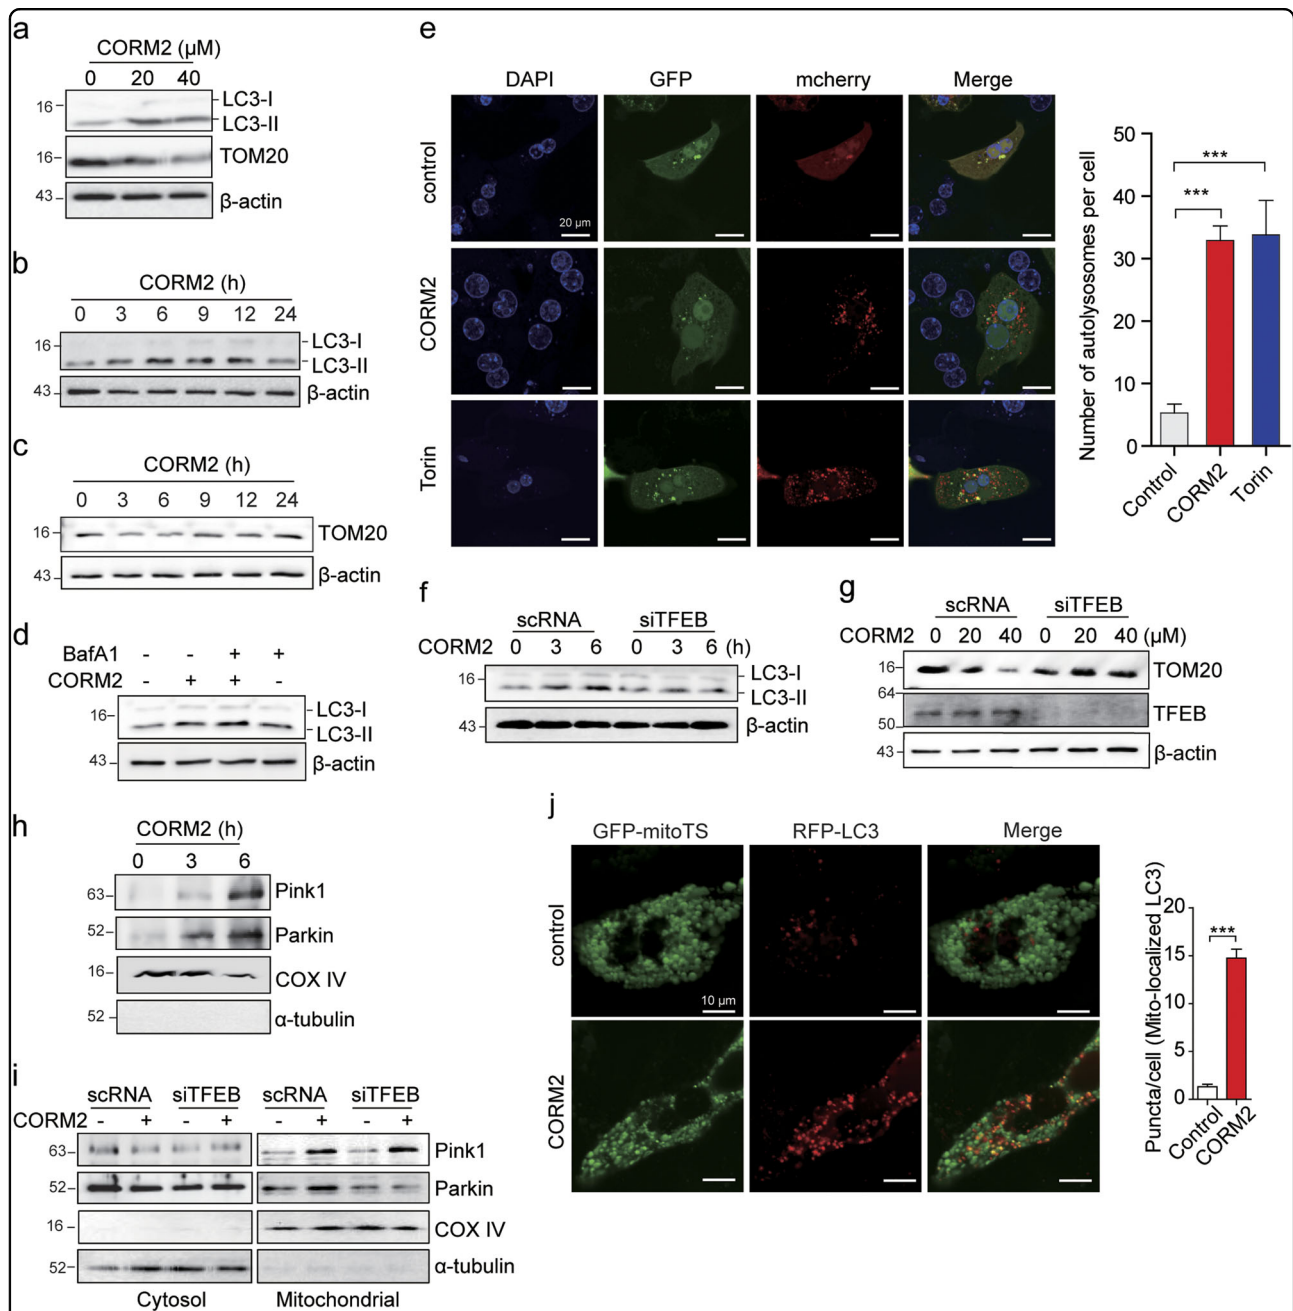 a
CORM2 (μM)
0 20 40
16
LC3-I
LC3-II
16
TOM20
43
β-actin
b
CORM2 (h)
0 3 6 9 12 24
16
LC3-I
LC3-II
43
β-actin
c
CORM2 (h)
0 3 6 9 12 24
16
TOM20
43
β-actin
d
BafA1 - - + +
CORM2 - + + -
16
LC3-I
LC3-II
43
β-actin
e
DAPI GFP mcherry Merge
control
20 μm
CORM2
Torin
Number of autolysosomes per cell
50
40
30
20
10
0
***
***
Control CORM2 Torin
f
scRNA siTFEB
CORM2 0 3 6 0 3 6 (h)
16
LC3-I
LC3-II
43
β-actin
g
scRNA siTFEB
CORM2 0 20 40 0 20 40 (μM)
16
TOM20
64
TFEB
50
43
β-actin
h
CORM2 (h)
0 3 6
63
Pink1
52
Parkin
16
COX IV
52
α-tubulin
i
scRNA siTFEB scRNA siTFEB
CORM2 - + - + - + - +
63
Pink1
52
Parkin
16
COX IV
52
α-tubulin
Cytosol Mitochondrial
j
GFP-mitoTS RFP-LC3 Merge
control
10 μm
CORM2
Puncta/cell (Mito-localized LC3)
20
15
15
5
0
***
Control CORM2